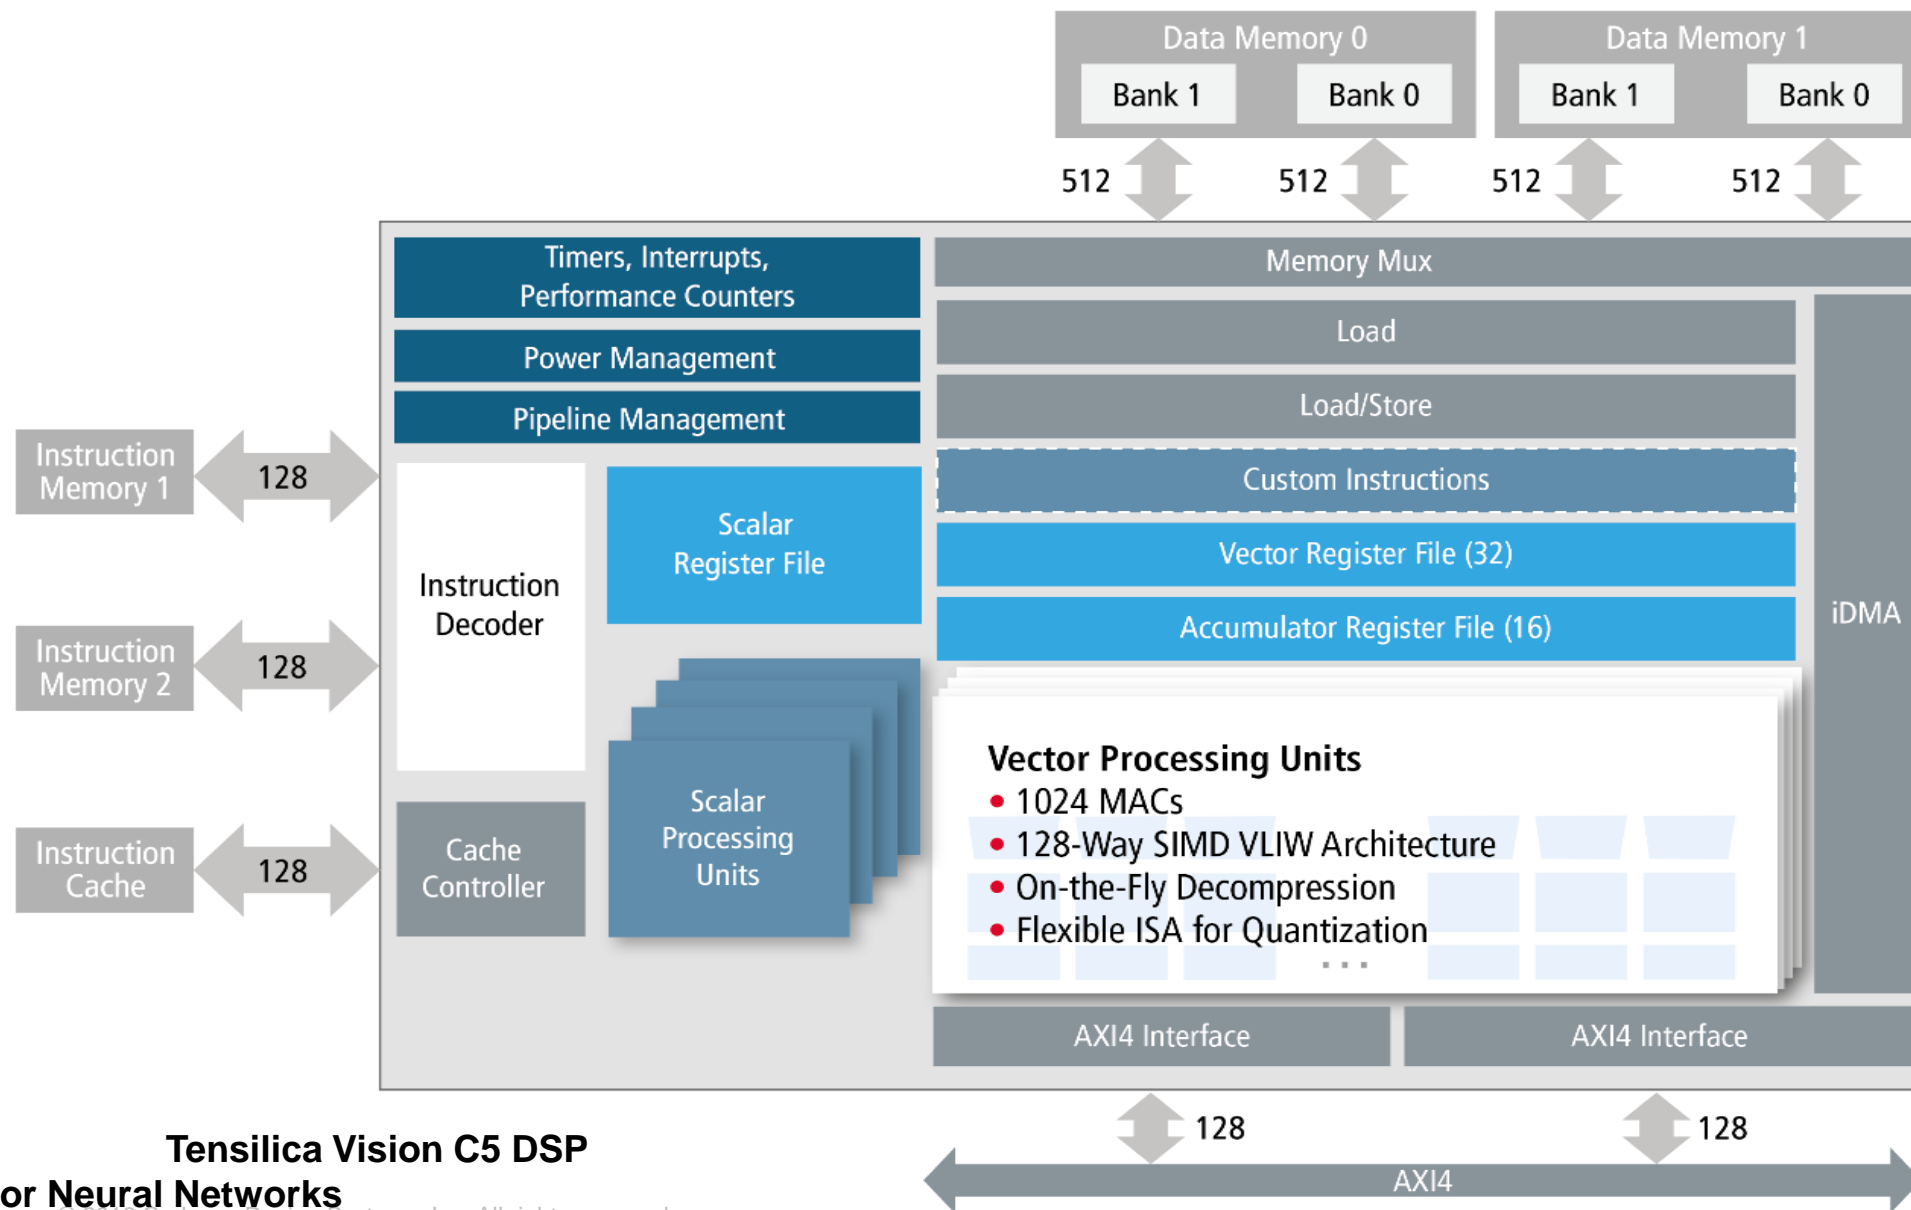 Data Memory 0
Data Memory 1
Bank 1
Bank 0
Bank 1
Bank 0
512
512
512
512
Timers, Interrupts,
Performance Counters
Power Management
Pipeline Management
Memory Mux
Load
Load/Store
Custom Instructions
Vector Register File (32)
Accumulator Register File (16)
iDMA
Instruction
Memory 1
128
Instruction
Memory 2
128
Instruction
Cache
128
Instruction
Decoder
Scalar
Register File
Cache
Controller
Scalar
Processing
Units
Vector Processing Units
• 1024 MACs
• 128-Way SIMD VLIW Architecture
• On-the-Fly Decompression
• Flexible ISA for Quantization
...
AXI4 Interface
AXI4 Interface
128
128
AXI4
Tensilica Vision C5 DSP
or Neural Networks